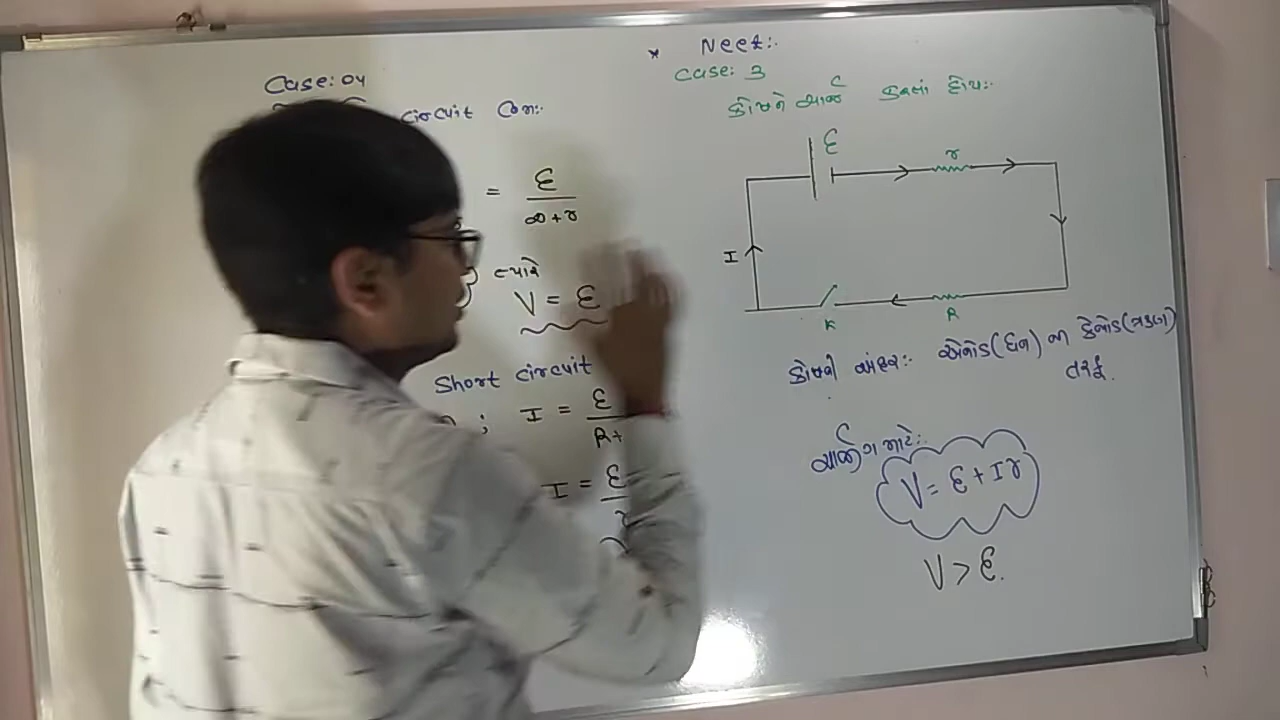 Case: 04
circuit
= ε / ∞ + r
ત્યારે
V = ε
Short circuit
; I = ε / R+
I = ε / r
* Neet:
Case: 3
કોષને ચાર્જ કરતાં હોય:
ε
r
I
K
R
કોષની અંદર: એનોડ(ધન) થી કેથોડ(ઋણ)
તરફ.
ચાર્જિંગ માટે:
V = ε + Ir
V > ε.